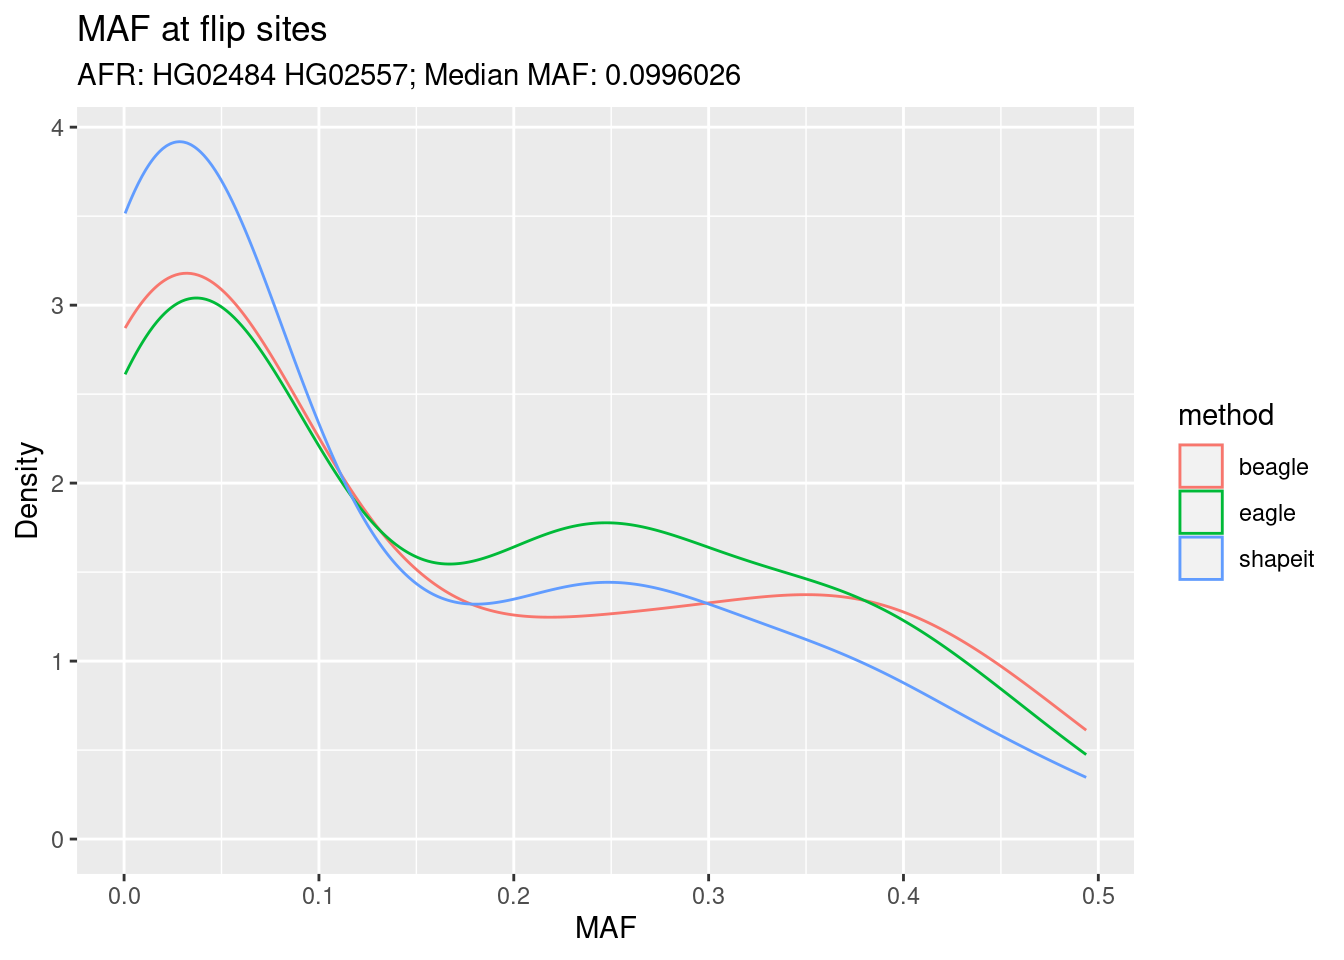 MAF at flip sites
AFR: HG02484 HG02557; Median MAF: 0.0996026
4
3
2
1
0
Density
0.0
0.1
0.2
0.3
0.4
0.5
MAF
method
beagle
eagle
shapeit